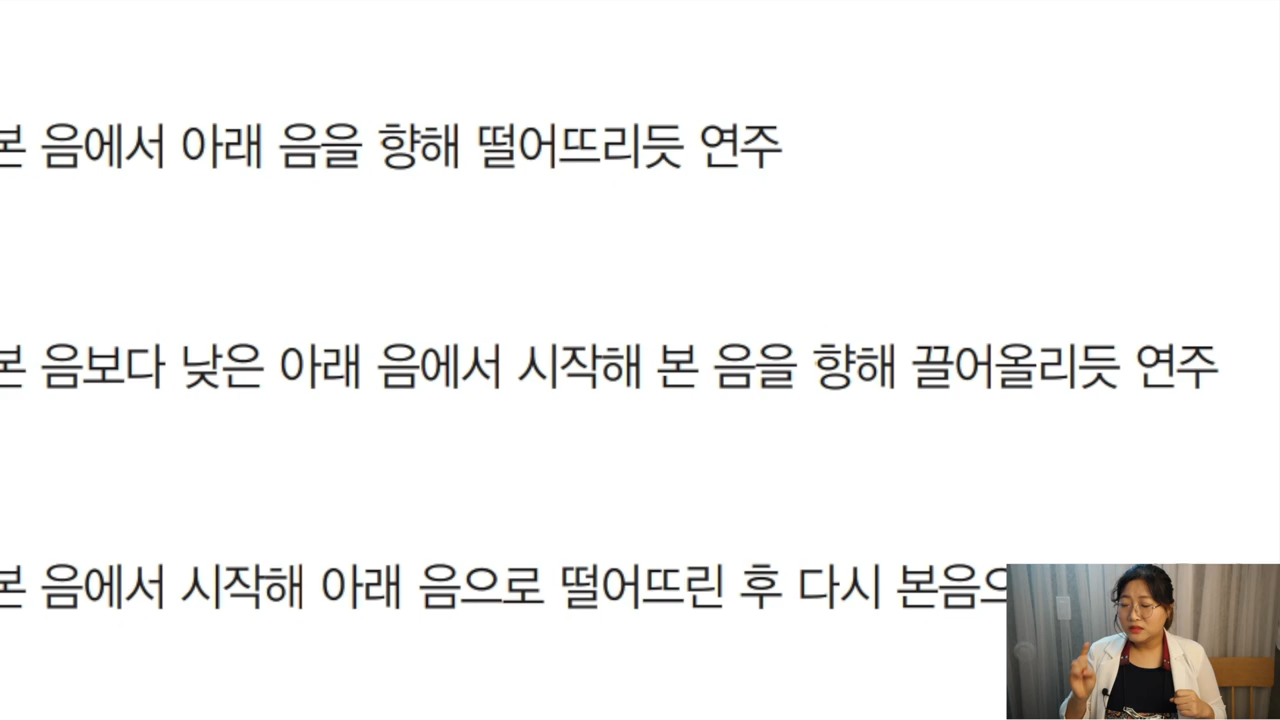 본 음에서 아래 음을 향해 떨어뜨리듯 연주
본 음보다 낮은 아래 음에서 시작해 본 음을 향해 끌어올리듯 연주
본 음에서 시작해 아래 음으로 떨어뜨린 후 다시 본음으